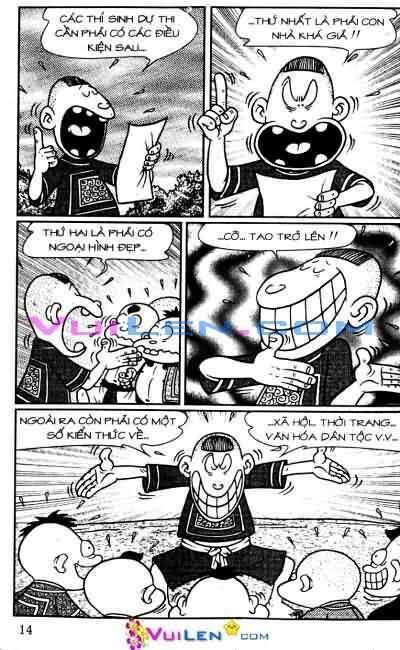 CÁC THÍ SINH DỰ THI
CẦN PHẢI CÓ CÁC ĐIỀU
KIỆN SAU...
...THỨ NHẤT LÀ PHẢI CON
NHÀ KHÁ GIẢ!!
THỨ HAI LÀ PHẢI CÓ
NGOẠI HÌNH ĐẸP...
...CỠ... TAO TRỞ LÊN!!
VUILEN.COM
NGOÀI RA CÒN PHẢI CÓ MỘT
SỐ KIẾN THỨC VỀ...
...XÃ HỘI... THỜI TRANG...
VĂN HÓA DÂN TỘC V.V...
14
VUILEN.COM